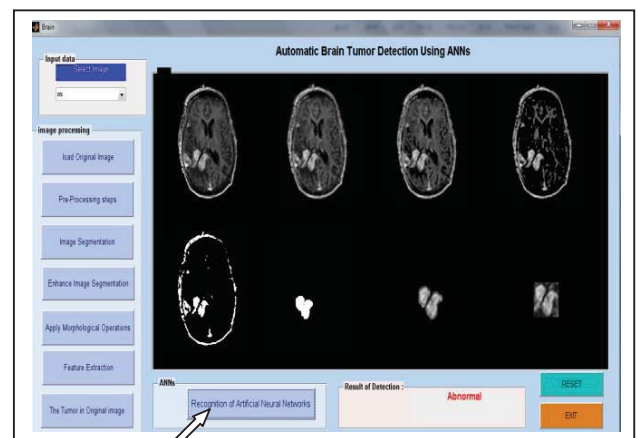 Brain
Automatic Brain Tumor Detection Using ANNs
Input data
Select Image
image processing
load Original Image
Pre-Processing steps
Image Segmentation
Enhance Image Segmentation
Apply Morphological Operations
Feature Extraction
The Tumor in Original image
ANNs
Recognition of Artificial Neural Networks
Result of Detection :
Abnormal
RESET
EXIT